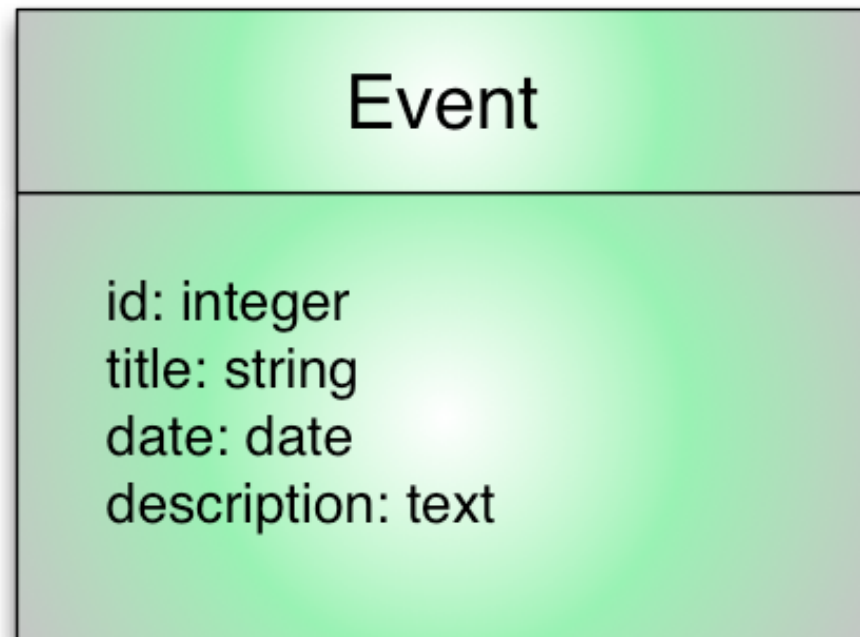 Event
id: integer
title: string
date: date
description: text